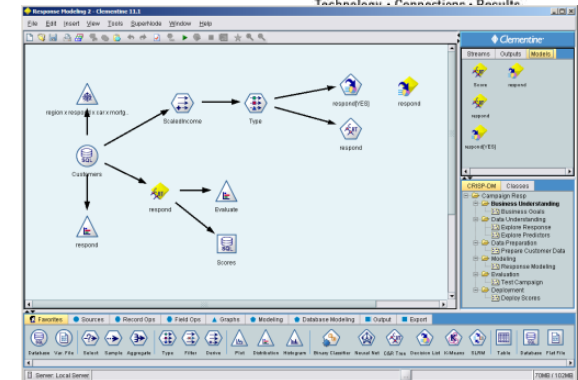 Technology • Connections • Results
Response Modeling 2 - Clementine 11.1
File Edit Insert View Tools SuperNode Window Help
Clementine
Streams Outputs Models
Score respond
respond
respond[YES]
region x respond x car x mortg...
ScaledIncome
Type
respond[YES]
respond
respond
SQL
Customers
respond
Evaluate
respond
SQL
Scores
CRISP-DM Classes
Campaign Resp
Business Understanding
Business Goals
Data Understanding
Explore Response
Explore Predictors
Data Preparation
Prepare Customer Data
Modeling
Response Modeling
Evaluation
Test Campaign
Deployment
Deploy Scores
Favorites Sources Record Ops Field Ops Graphs Modeling Database Modeling Output Export
Database Var. File Select Sample Aggregate Type Filter Derive Plot Distribution Histogram Binary Classifier Neural Net C&R Tree Decision List K-Means SLRM Table Database Flat File
Server: Local Server
70MB / 102MB